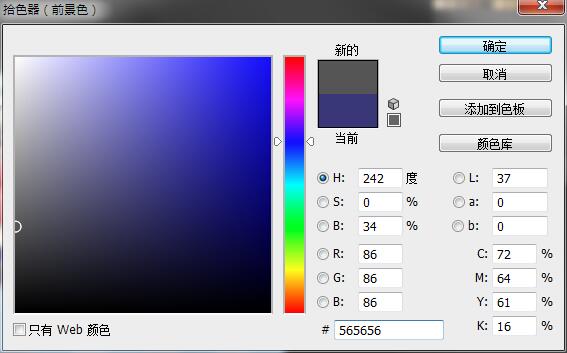 拾色器（前景色）
新的
当前
确定
取消
添加到色板
颜色库
H: 242 度
S: 0 %
B: 34 %
R: 86
G: 86
B: 86
# 565656
L: 37
a: 0
b: 0
C: 72 %
M: 64 %
Y: 61 %
K: 16 %
只有 Web 颜色